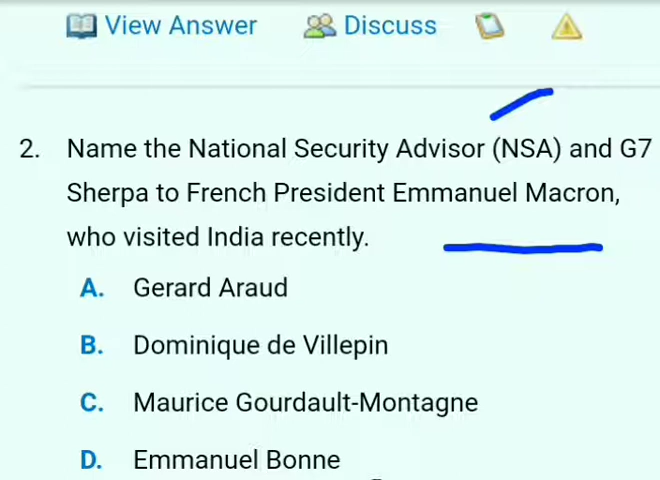 View Answer Discuss
2. Name the National Security Advisor (NSA) and G7
Sherpa to French President Emmanuel Macron,
who visited India recently.
A. Gerard Araud
B. Dominique de Villepin
C. Maurice Gourdault-Montagne
D. Emmanuel Bonne